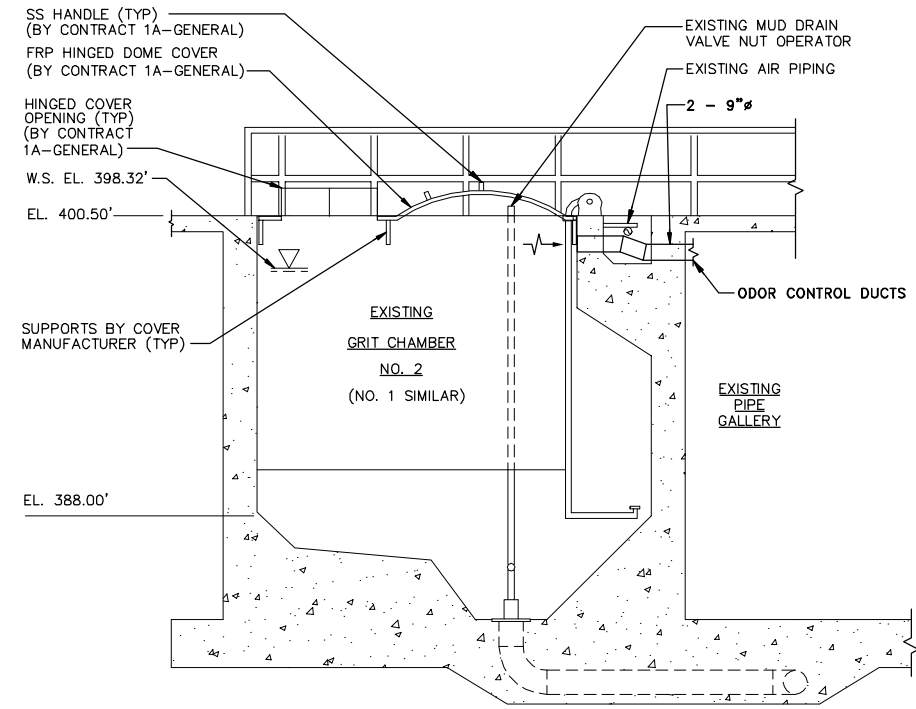 SS HANDLE (TYP)
(BY CONTRACT 1A-GENERAL)
FRP HINGED DOME COVER
(BY CONTRACT 1A-GENERAL)
HINGED COVER
OPENING (TYP)
(BY CONTRACT
1A-GENERAL)
W.S. EL. 398.32'
EL. 400.50'
SUPPORTS BY COVER
MANUFACTURER (TYP)
EL. 388.00'
EXISTING
GRIT CHAMBER
NO. 2
(NO. 1 SIMILAR)
EXISTING MUD DRAIN
VALVE NUT OPERATOR
EXISTING AIR PIPING
2 - 9"ø
ODOR CONTROL DUCTS
EXISTING
PIPE
GALLERY